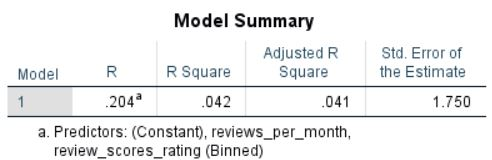 Model Summary
Adjusted R
Std. Error of
Model R R Square Square the Estimate
1 .204a .042 .041 1.750
a. Predictors: (Constant), reviews_per_month,
review_scores_rating (Binned)